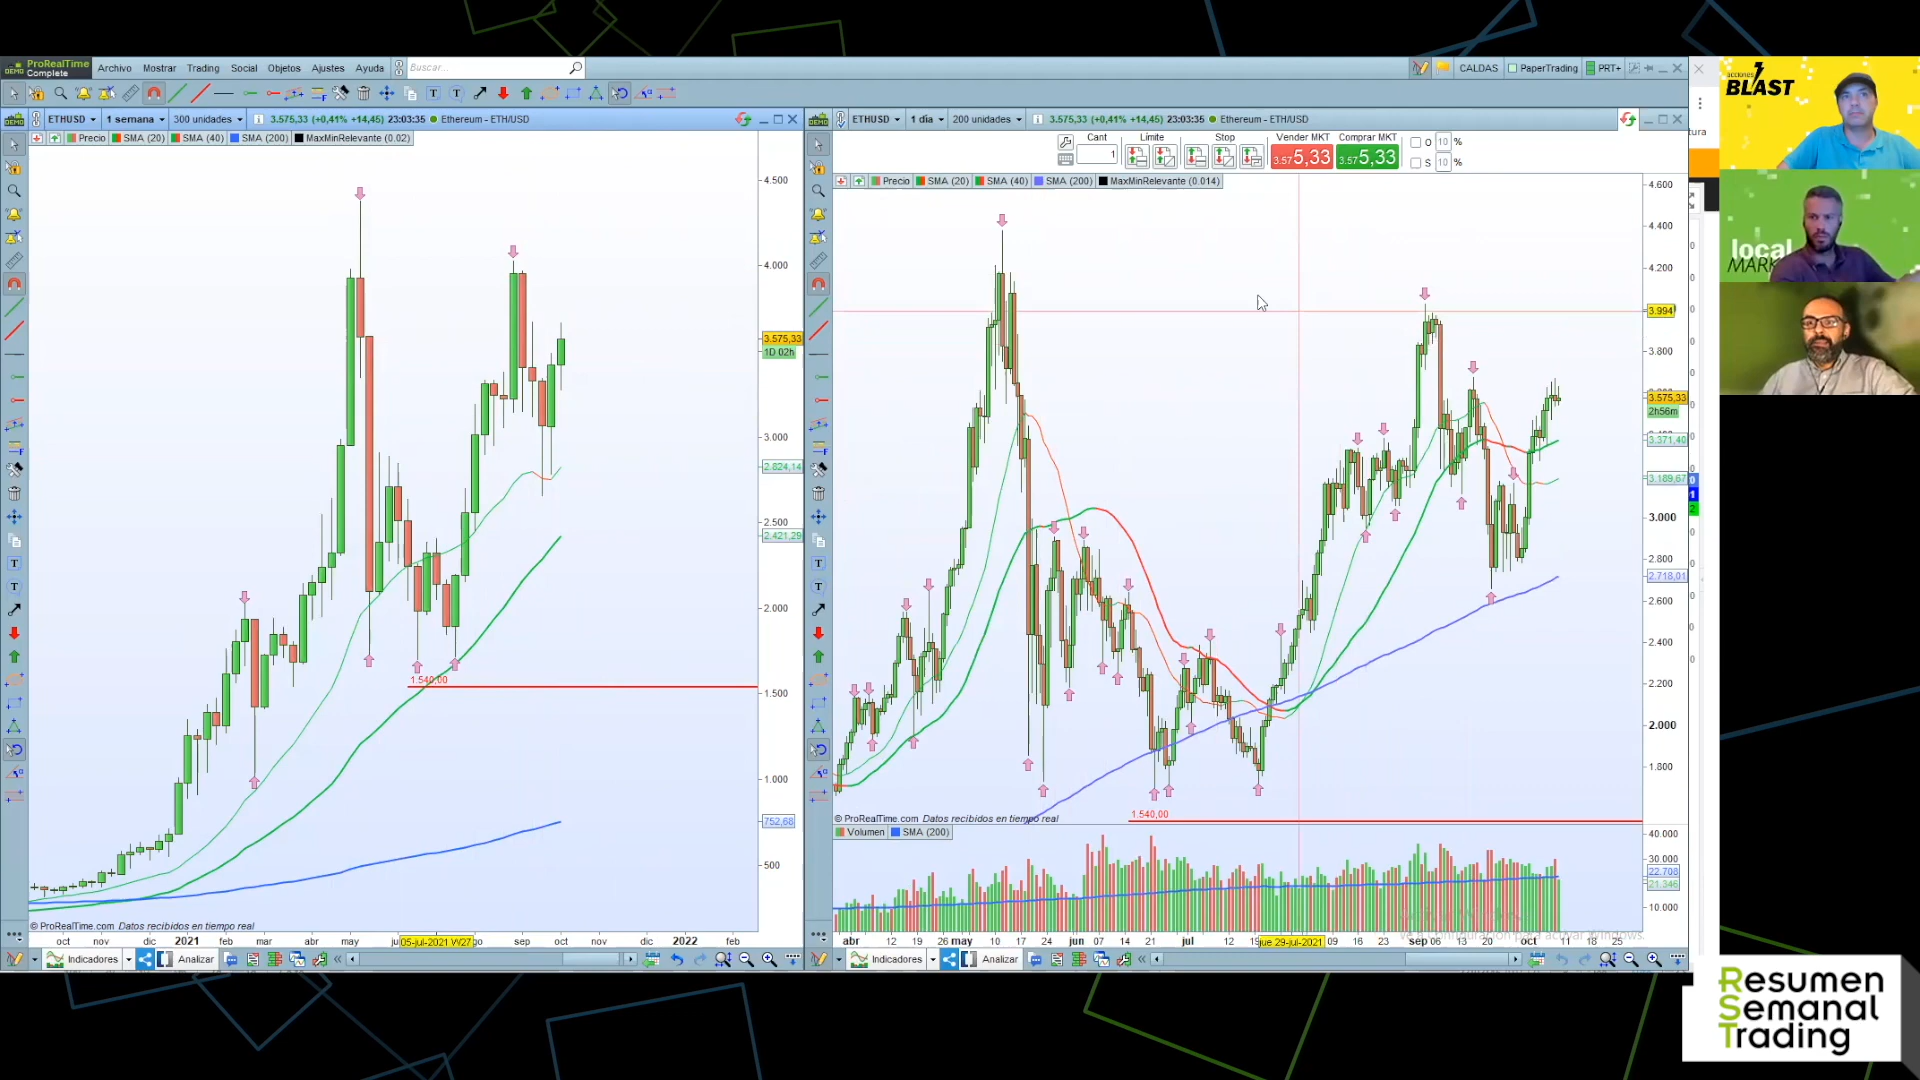 ProRealTime
Complete
DEMO
Archivo Mostrar Trading Social Objetos Ajustes Ayuda
Buscar...
CALDAS PaperTrading PRT+
ETHUSD 1 semana 300 unidades 3.575,33 (+0,41% +14,45) 23:03:35 Ethereum - ETH/USD
Precio SMA (20) SMA (40) SMA (200) MaxMinRelevante (0.02)
4.500
4.000
3.575,33
1D 02h
3.000
2.824,14
2.500
2.421,29
2.000
1.540,00
1.500
1.000
752,68
500
© ProRealTime.com Datos recibidos en tiempo real
oct nov dic 2021 feb mar abr may 05-jul-2021 W27 sep oct nov dic 2022 feb
Indicadores Analizar
ETHUSD 1 día 200 unidades 3.575,33 (+0,41% +14,45) 23:03:35 Ethereum - ETH/USD
Cant Límite Stop Vender MKT Comprar MKT
1 3.575,33 3.575,33
O 10 %
S 10 %
Precio SMA (20) SMA (40) SMA (200) MaxMinRelevante (0.014)
4.600
4.400
4.200
3.994
3.800
3.575,33
2h56m
3.371,40
3.189,67
3.000
2.800
2.718,01
2.600
2.400
2.200
2.000
1.800
1.540,00
© ProRealTime.com Datos recibidos en tiempo real
Volumen SMA (200)
40.000
30.000
22.708
21.346
10.000
abr 12 19 26 may 10 17 24 jun 07 14 21 jul 12 jue 29-jul-2021 09 16 23 sep 06 13 20 oct 11 18 25
Indicadores Analizar
acciones
BLAST
local
MARK
Resumen
Semanal
Trading